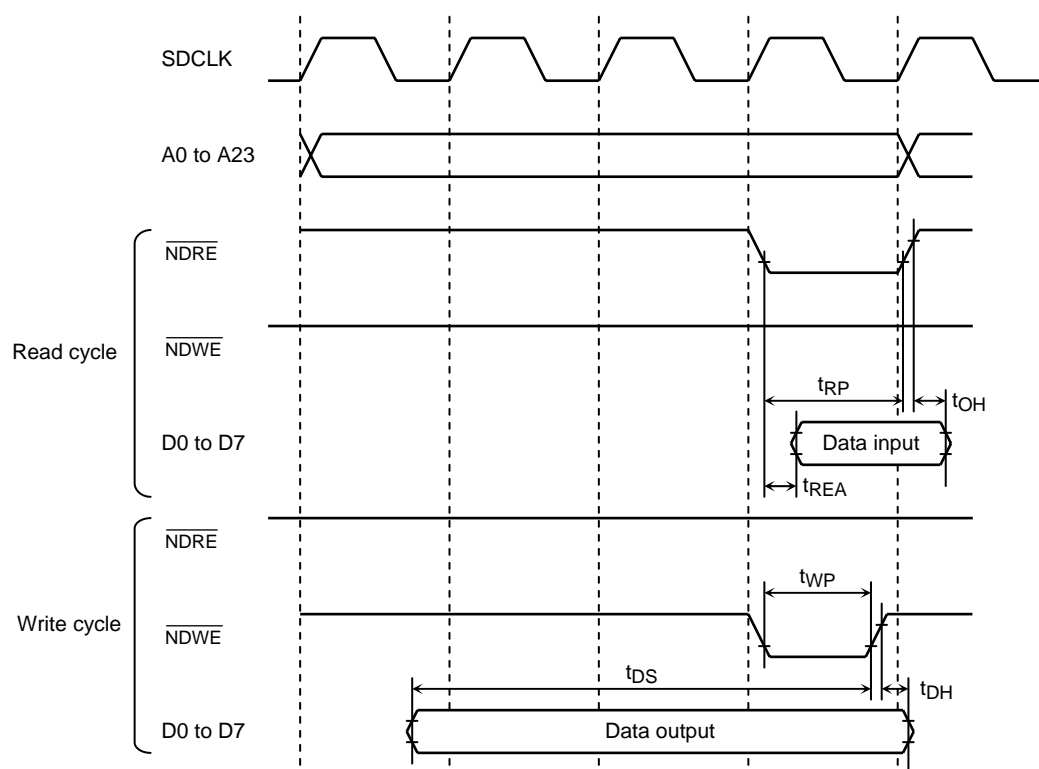 SDCLK
A0 to A23
NDRE
NDWE
Read cycle
tRP
tOH
D0 to D7
Data input
tREA
NDRE
tWP
Write cycle
NDWE
tDS
tDH
D0 to D7
Data output